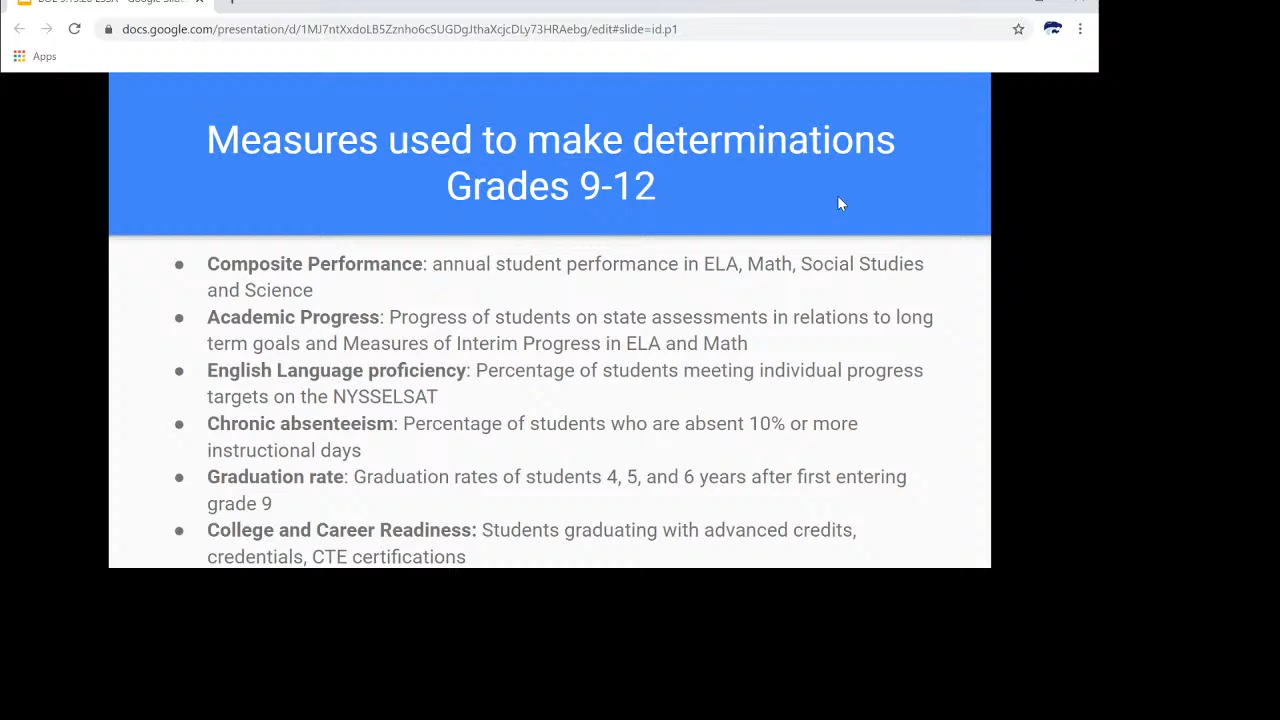 docs.google.com/presentation/d/1MJ7ntXxdoLB5Zznho6cSUGDgJthaXcjcDLy73HRAebg/edit#slide=id.p1
Apps
Measures used to make determinations
Grades 9-12
● Composite Performance: annual student performance in ELA, Math, Social Studies
and Science
● Academic Progress: Progress of students on state assessments in relations to long
term goals and Measures of Interim Progress in ELA and Math
● English Language proficiency: Percentage of students meeting individual progress
targets on the NYSSELSAT
● Chronic absenteeism: Percentage of students who are absent 10% or more
instructional days
● Graduation rate: Graduation rates of students 4, 5, and 6 years after first entering
grade 9
● College and Career Readiness: Students graduating with advanced credits,
credentials, CTE certifications